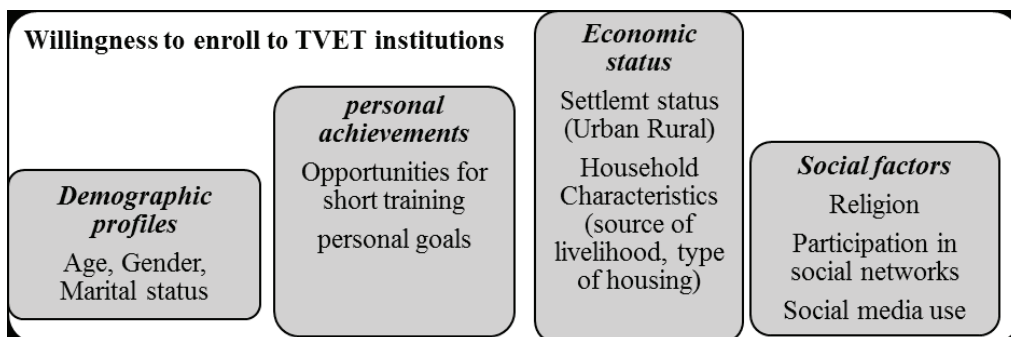 Willingness to enroll to TVET institutions
Demographic
profiles
Age, Gender,
Marital status
personal
achievements
Opportunities for
short training
personal goals
Economic
status
Settlemt status
(Urban Rural)
Household
Characteristics
(source of
livelihood, type
of housing)
Social factors
Religion
Participation in
social networks
Social media use